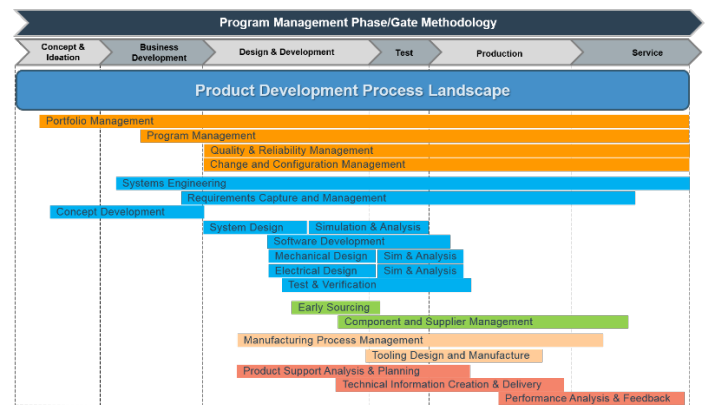 Program Management Phase/Gate Methodology
Concept &
Ideation
Business
Development
Design & Development
Test
Production
Service
Product Development Process Landscape
Portfolio Management
Program Management
Quality & Reliability Management
Change and Configuration Management
Systems Engineering
Requirements Capture and Management
Concept Development
System Design
Simulation & Analysis
Software Development
Mechanical Design
Sim & Analysis
Electrical Design
Sim & Analysis
Test & Verification
Early Sourcing
Component and Supplier Management
Manufacturing Process Management
Tooling Design and Manufacture
Product Support Analysis & Planning
Technical Information Creation & Delivery
Performance Analysis & Feedback